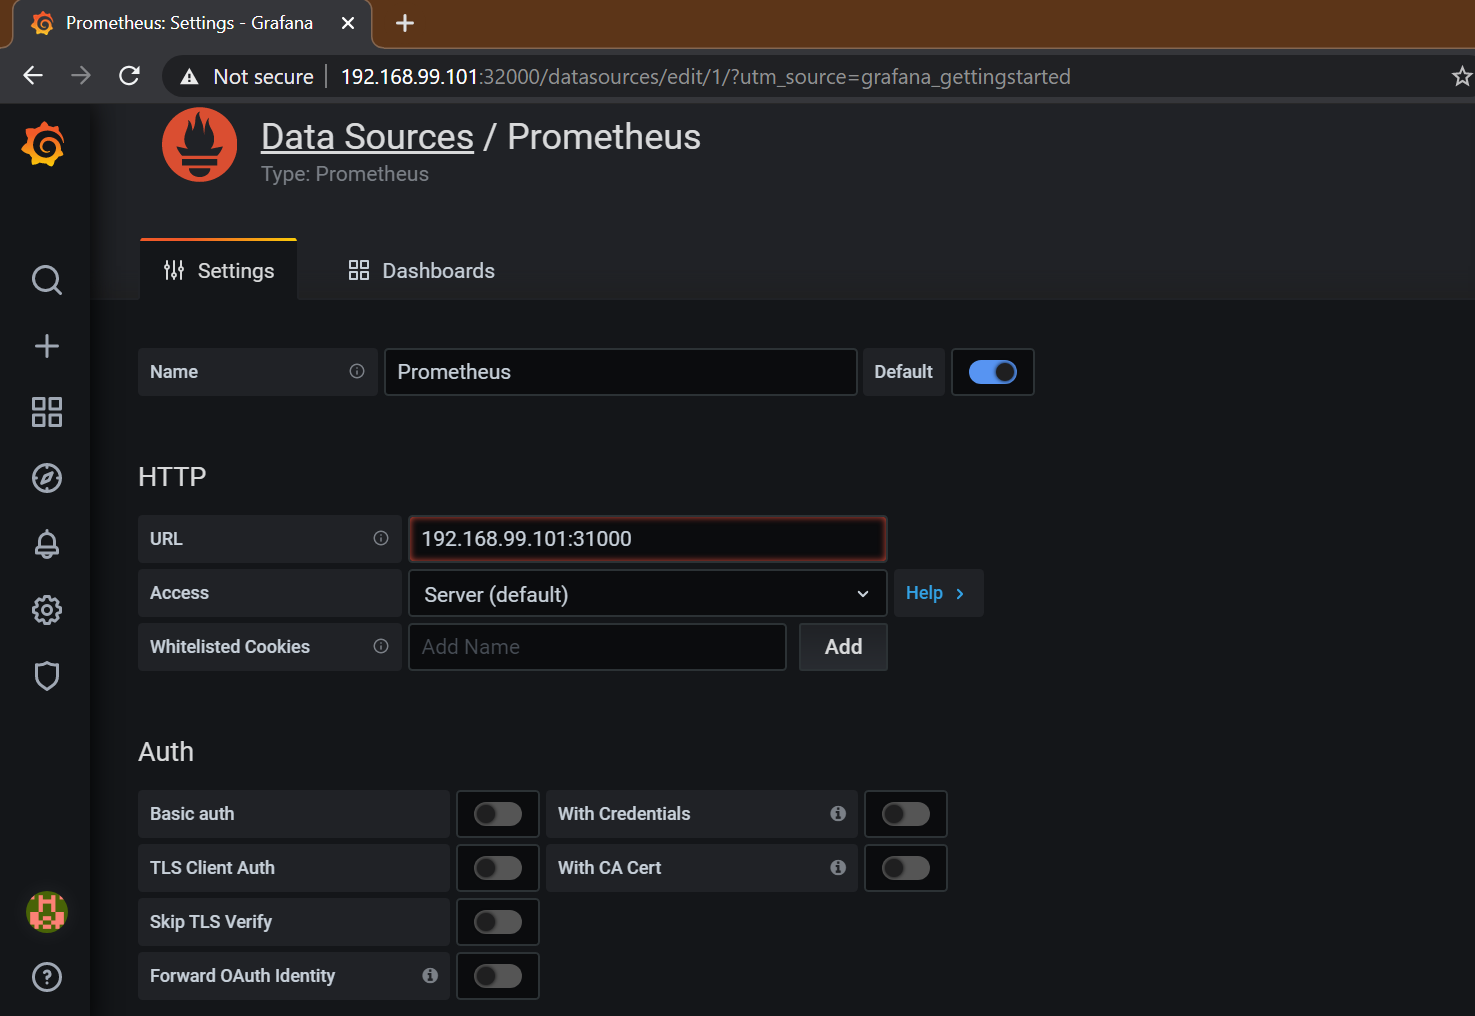 Prometheus: Settings - Grafana
Not secure | 192.168.99.101:32000/datasources/edit/1/?utm_source=grafana_gettingstarted
Data Sources / Prometheus
Type: Prometheus
Settings Dashboards
Name Prometheus Default
HTTP
URL 192.168.99.101:31000
Access Server (default) Help
Whitelisted Cookies Add Name Add
Auth
Basic auth With Credentials
TLS Client Auth With CA Cert
Skip TLS Verify
Forward OAuth Identity